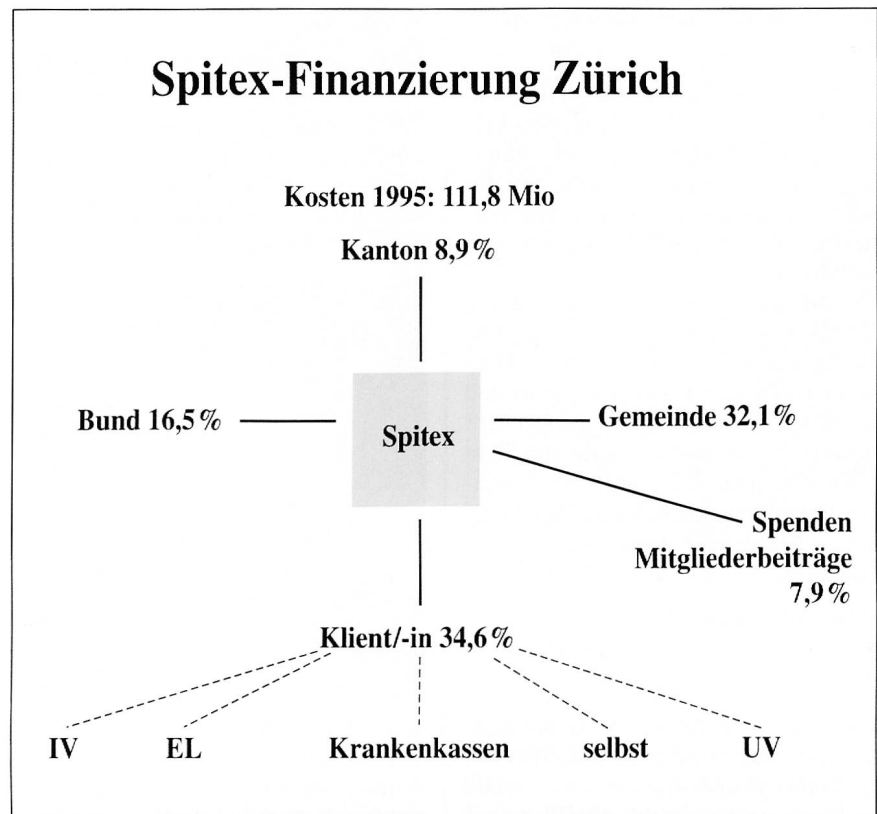 Spitex-Finanzierung Zürich
Kosten 1995: 111,8 Mio
Kanton 8,9%
Bund 16,5%
Spitex
Gemeinde 32,1%
Spenden
Mitgliederbeiträge
7,9%
Klient/-in 34,6%
IV EL Krankenkassen selbst UV